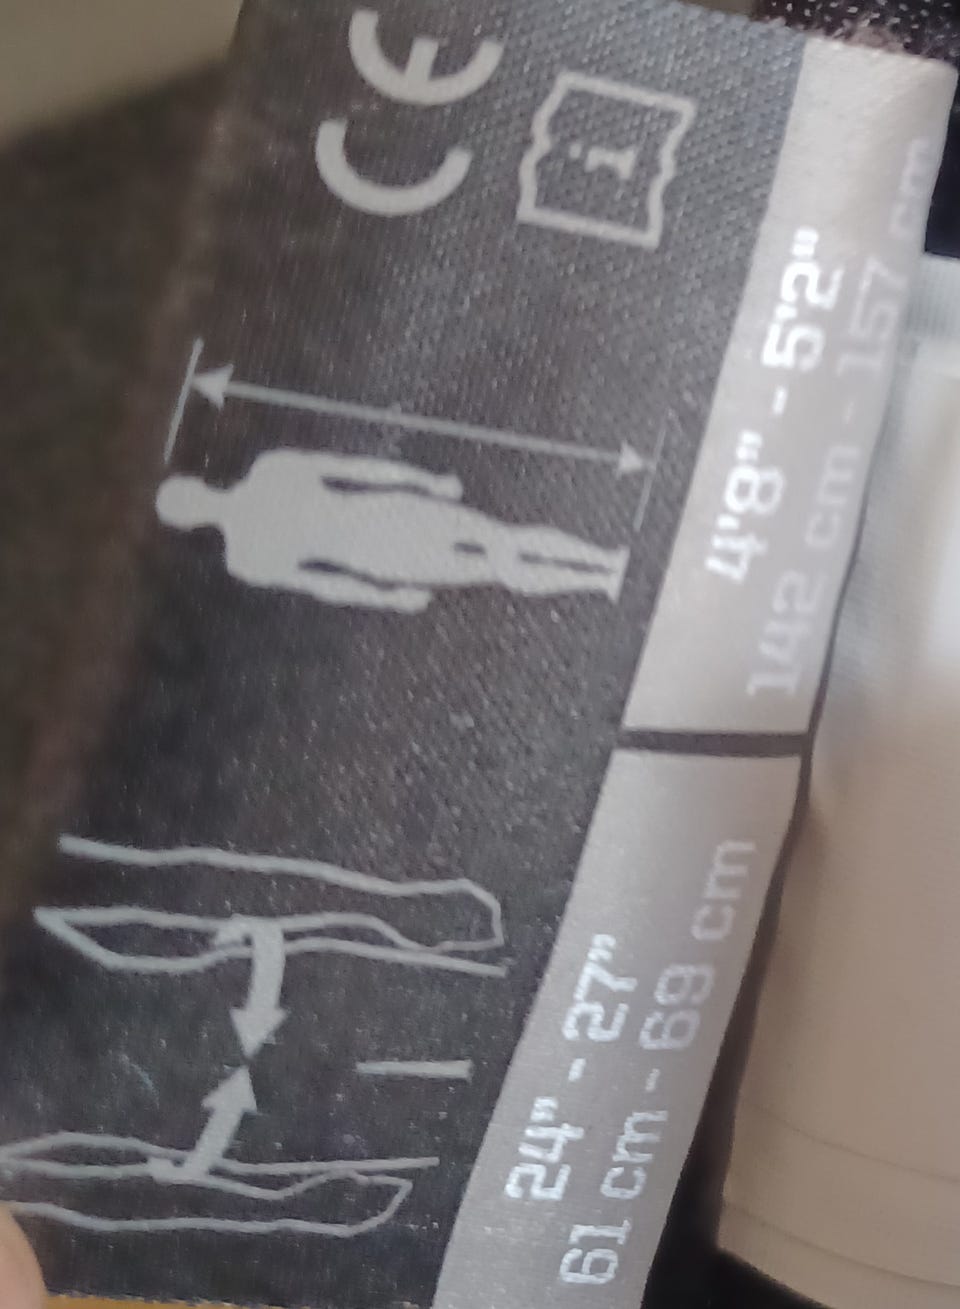 CE
i
4'8" - 5'2"
142 cm - 157 cm
24" - 27"
61 cm - 69 cm